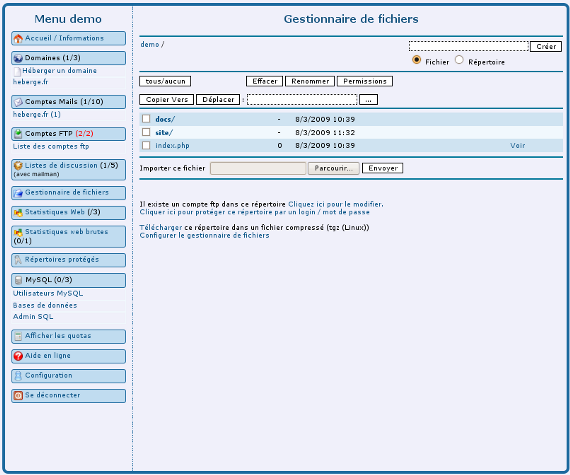 Menu demo
Accueil / Informations
Domaines (1/3)
Héberger un domaine
heberge.fr
Comptes Mails (1/10)
heberge.fr (1)
Comptes FTP (2/2)
Liste des comptes ftp
Listes de discussion (1/5)
(avec mailman)
Gestionnaire de fichiers
Statistiques Web (/3)
Statistiques web brutes
(0/1)
Répertoires protégés
MySQL (0/3)
Utilisateurs MySQL
Bases de données
Admin SQL
Afficher les quotas
Aide en ligne
Configuration
Se déconnecter
Gestionnaire de fichiers
demo /
Créer
Fichier Répertoire
tous/aucun Effacer Renommer Permissions
Copier Vers Déplacer : ...
docs/ - 8/3/2009 10:39
site/ - 8/3/2009 11:32
index.php 0 8/3/2009 10:39 Voir
Importer ce fichier Parcourir... Envoyer
Il existe un compte ftp dans ce répertoire Cliquez ici pour le modifier.
Cliquer ici pour protéger ce répertoire par un login / mot de passe
Télécharger ce répertoire dans un fichier compressé (tgz (Linux))
Configurer le gestionnaire de fichiers